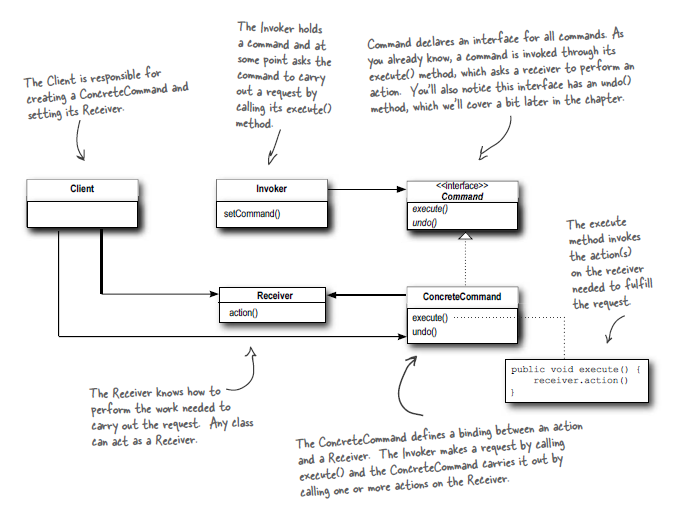 The Client is responsible for
creating a ConcreteCommand and
setting its Receiver.
The Invoker holds
a command and at
some point asks the
command to carry
out a request by
calling its execute()
method.
Command declares an interface for all commands. As
you already know, a command is invoked through its
execute() method, which asks a receiver to perform an
action. You'll also notice this interface has an undo()
method, which we'll cover a bit later in the chapter.
Client
Invoker
setCommand()
<<interface>>
Command
execute()
undo()
The execute
method invokes
the action(s)
on the receiver
needed to fulfill
the request.
Receiver
action()
ConcreteCommand
execute()
undo()
public void execute() {
receiver.action()
}
The Receiver knows how to
perform the work needed to
carry out the request. Any class
can act as a Receiver.
The ConcreteCommand defines a binding between an action
and a Receiver. The Invoker makes a request by calling
execute() and the ConcreteCommand carries it out by
calling one or more actions on the Receiver.